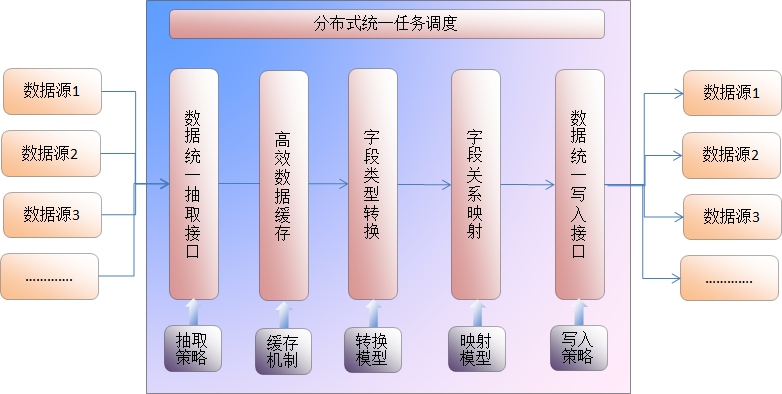 分布式统一任务调度
数据源1
数据源2
数据源3
………….
数据统一抽取接口
高效数据缓存
字段类型转换
字段关系映射
数据统一写入接口
抽取
策略
缓存
机制
转换
模型
映射
模型
写入
策略
数据源1
数据源2
数据源3
………….